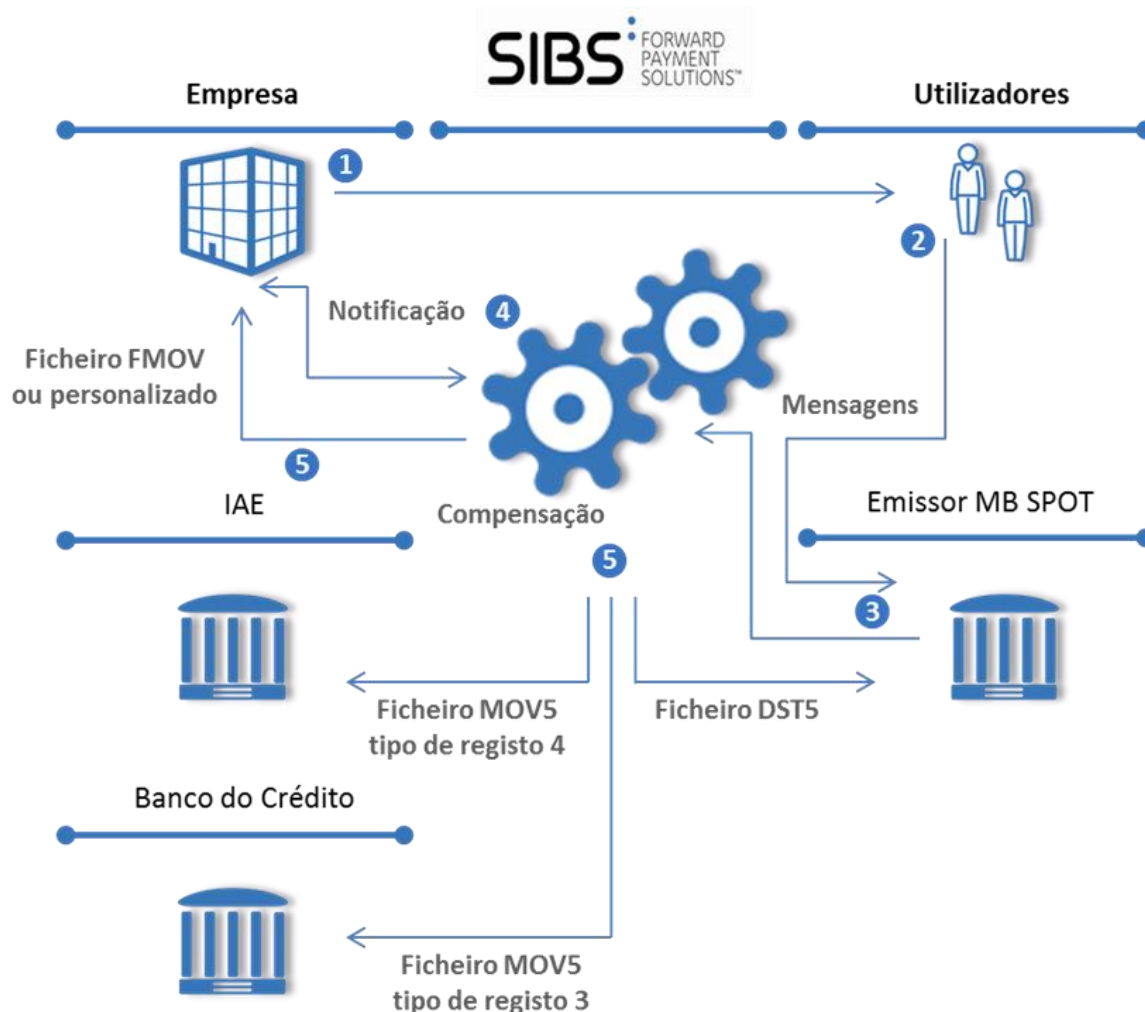 SIBS FORWARD
PAYMENT
SOLUTIONS™
Empresa
Utilizadores
1
2
Notificação 4
Ficheiro FMOV
ou personalizado
Mensagens
5
IAE
Compensação
Emissor MB SPOT
5
3
Ficheiro MOV5
tipo de registo 4
Ficheiro DST5
Banco do Crédito
Ficheiro MOV5
tipo de registo 3